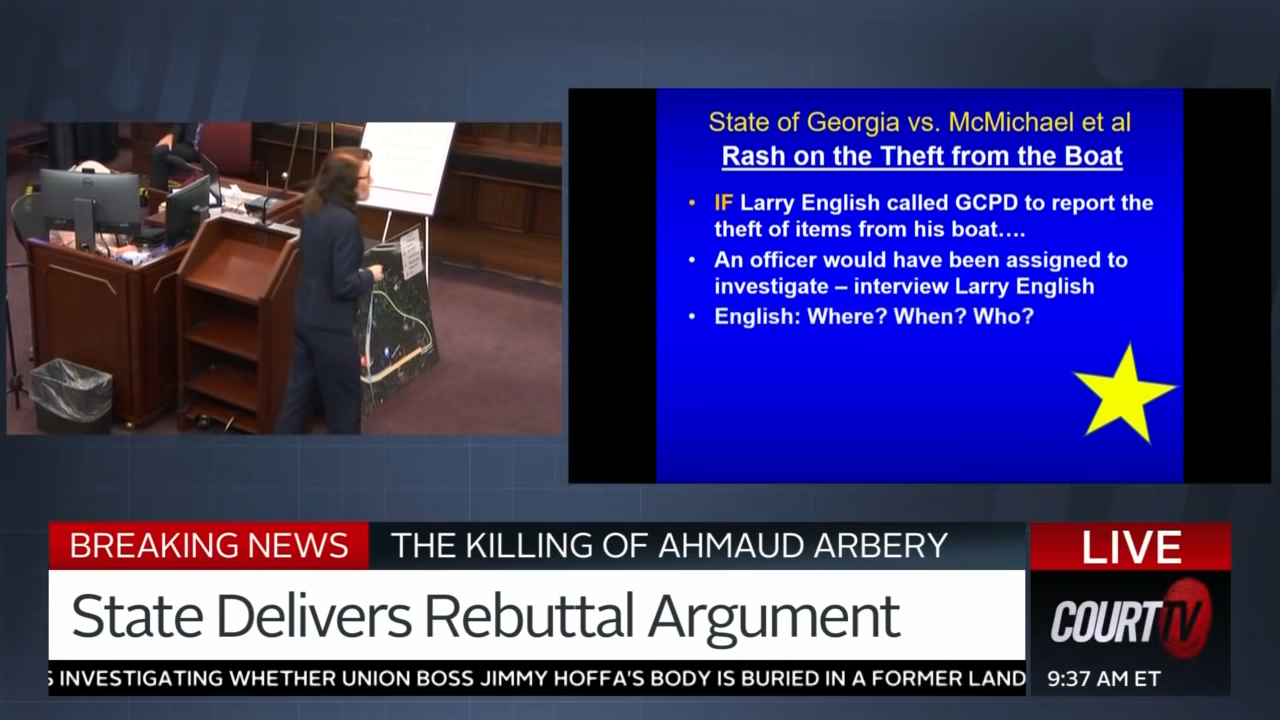 State of Georgia vs. McMichael et al
Rash on the Theft from the Boat
• IF Larry English called GCPD to report the
theft of items from his boat....
• An officer would have been assigned to
investigate – interview Larry English
• English: Where? When? Who?
BREAKING NEWS
THE KILLING OF AHMAUD ARBERY
LIVE
State Delivers Rebuttal Argument
COURT TV
S INVESTIGATING WHETHER UNION BOSS JIMMY HOFFA'S BODY IS BURIED IN A FORMER LAND
9:37 AM ET